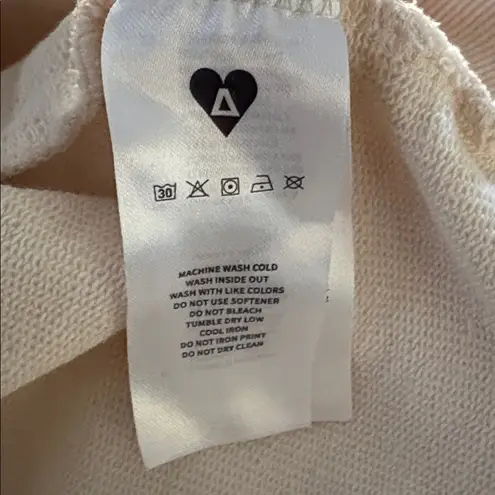 30
MACHINE WASH COLD
WASH INSIDE OUT
WASH WITH LIKE COLORS
DO NOT USE SOFTENER
DO NOT BLEACH
TUMBLE DRY LOW
COOL IRON
DO NOT IRON PRINT
DO NOT DRY CLEAN